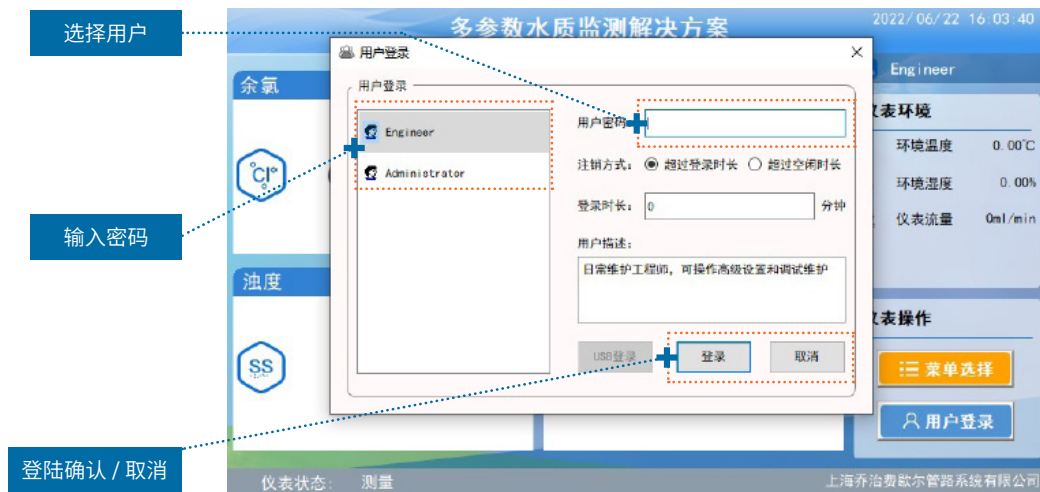 选择用户
输入密码
登陆确认 / 取消
多参数水质监测解决方案
2022/06/22 16:03:40
用户登录
用户登录
Engineer
Administrator
用户密码
注销方式: 超过登录时长 超过空闲时长
登录时长: 0 分钟
用户描述:
日常维护工程师，可操作高级设置和调试维护
USB登录
登录
取消
余氯
Cl
浊度
SS
Engineer
仪表环境
环境温度 0.00℃
环境湿度 0.00%
仪表流量 0ml/min
仪表操作
菜单选择
用户登录
仪表状态: 测量
上海乔治费歇尔管路系统有限公司